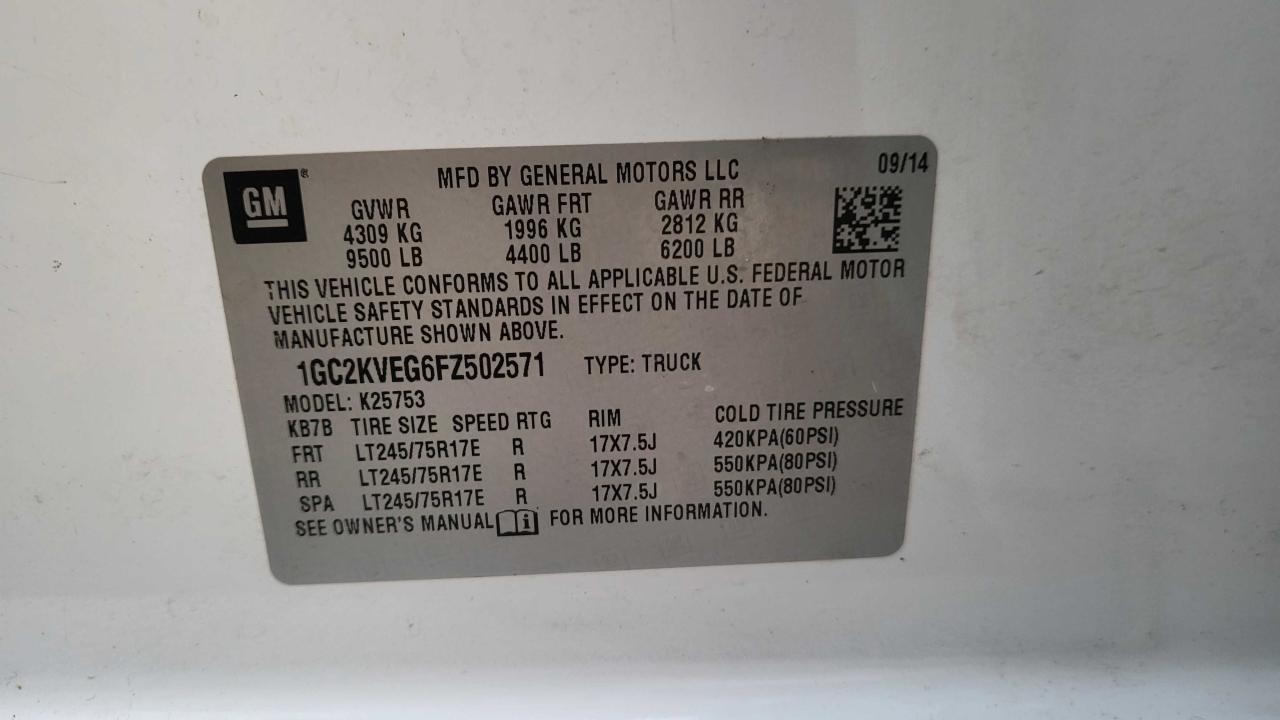 GM®
MFD BY GENERAL MOTORS LLC 09/14
GVWR GAWR FRT GAWR RR
4309 KG 1996 KG 2812 KG
9500 LB 4400 LB 6200 LB
THIS VEHICLE CONFORMS TO ALL APPLICABLE U.S. FEDERAL MOTOR
VEHICLE SAFETY STANDARDS IN EFFECT ON THE DATE OF
MANUFACTURE SHOWN ABOVE.
1GC2KVEG6FZ502571 TYPE: TRUCK
MODEL: K25753
KB7B TIRE SIZE SPEED RTG RIM COLD TIRE PRESSURE
FRT LT245/75R17E R 17X7.5J 420KPA(60PSI)
RR LT245/75R17E R 17X7.5J 550KPA(80PSI)
SPA LT245/75R17E R 17X7.5J 550KPA(80PSI)
SEE OWNER'S MANUAL i FOR MORE INFORMATION.